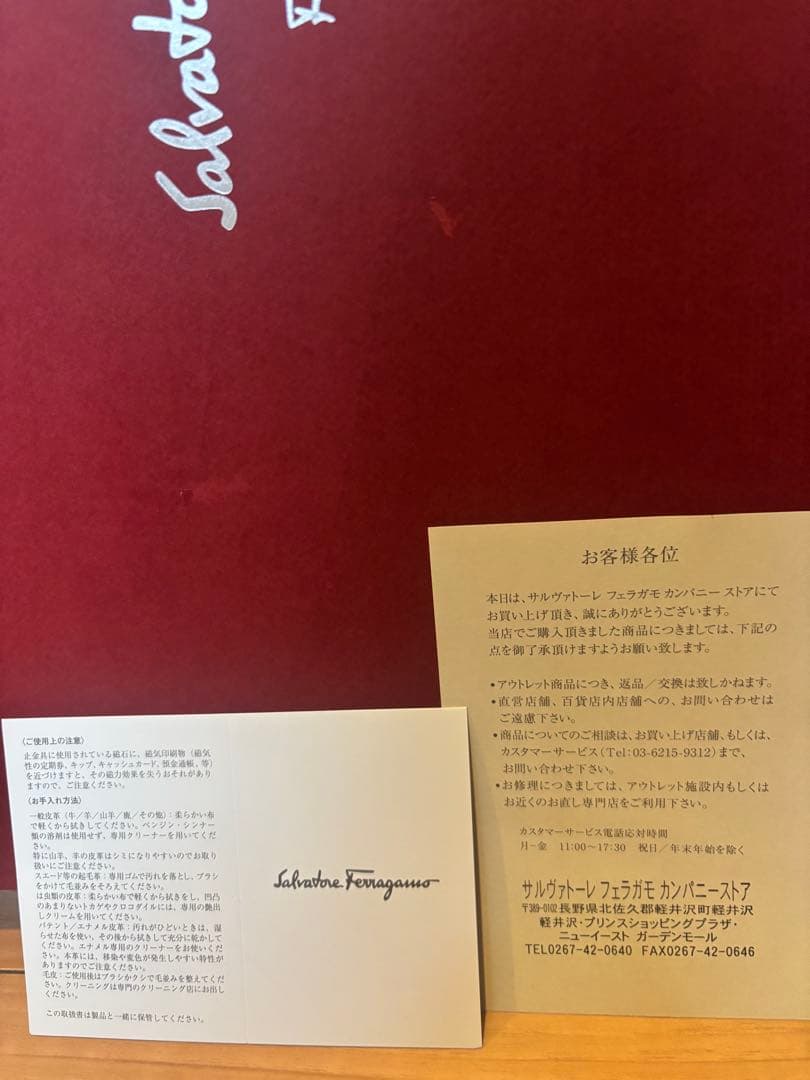 Salvato
〈ご使用上の注意〉
止金具に使用されている磁石に、磁気印刷物（磁気
性の定期券、キップ、キャッシュカード、預金通帳、等）
を近づけますと、その磁力効果を失うおそれがありま
すので、ご注意ください。
〈お手入れ方法〉
一般皮革（牛／羊／山羊／鹿／その他）：柔らかい布
で軽くから拭きしてください。ベンジン・シンナー
類の溶剤は使用せず、専用クリーナーを用いてくだ
さい。
特に山羊、羊の皮革はシミになりやすいのでお取り
扱いにご注意ください。
スエード等の起毛革：専用ゴムで汚れを落とし、ブラシ
をかけて毛並みをそろえてください。
は虫類の皮革：柔らかい布で軽くから拭きをし、凹凸
のあまりないトカゲやクロコダイルには、専用の艶出
しクリームを用いてください。
パテント／エナメル皮革：汚れがひどいときは、湿
らせた布を使い、その後から拭きして充分に乾かして
ください。エナメル専用のクリーナーをお使いくだ
さい。本革には、移染や変色が発生しやすい特性が
ありますのでご注意ください。
毛皮：ご使用後はブラシかクシで毛並みを整えてくだ
さい。クリーニングは専門のクリーニング店にお出し
ください。
この取扱書は製品と一緒に保管してください。
Salvatore Ferragamo
お客様各位
本日は、サルヴァトーレ フェラガモ カンパニー ストアにて
お買い上げ頂き、誠にありがとうございます。
当店でご購入頂きました商品につきましては、下記の
点を御了承頂けますようお願い致します。
•アウトレット商品につき、返品／交換は致しかねます。
•直営店舗、百貨店内店舗への、お問い合わせは
ご遠慮下さい。
•商品についてのご相談は、お買い上げ店舗、もしくは、
カスタマーサービス（Tel：03-6215-9312）まで、
お問い合わせ下さい。
•お修理につきましては、アウトレット施設内もしくは
お近くのお直し専門店をご利用下さい。
カスタマーサービス電話応対時間
月-金 11:00～17:30 祝日／年末年始を除く
サルヴァトーレ フェラガモ カンパニーストア
〒389-0102 長野県北佐久郡軽井沢町軽井沢
軽井沢・プリンスショッピングプラザ・
ニューイースト ガーデンモール
TEL0267-42-0640 FAX0267-42-0646